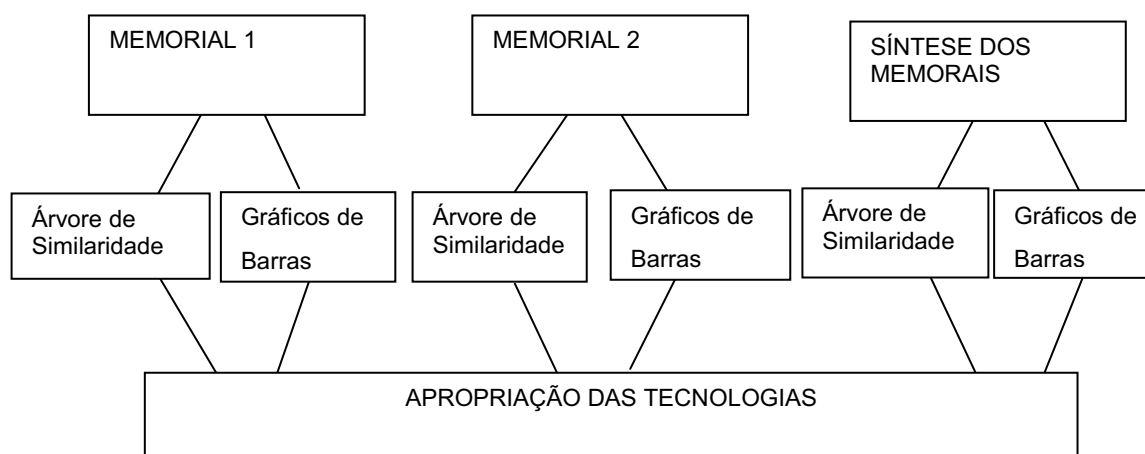 MEMORIAL 1
MEMORIAL 2
SÍNTESE DOS
MEMORAIS
Árvore de
Similaridade
Gráficos de
Barras
Árvore de
Similaridade
Gráficos de
Barras
Árvore de
Similaridade
Gráficos de
Barras
APROPRIAÇÃO DAS TECNOLOGIAS